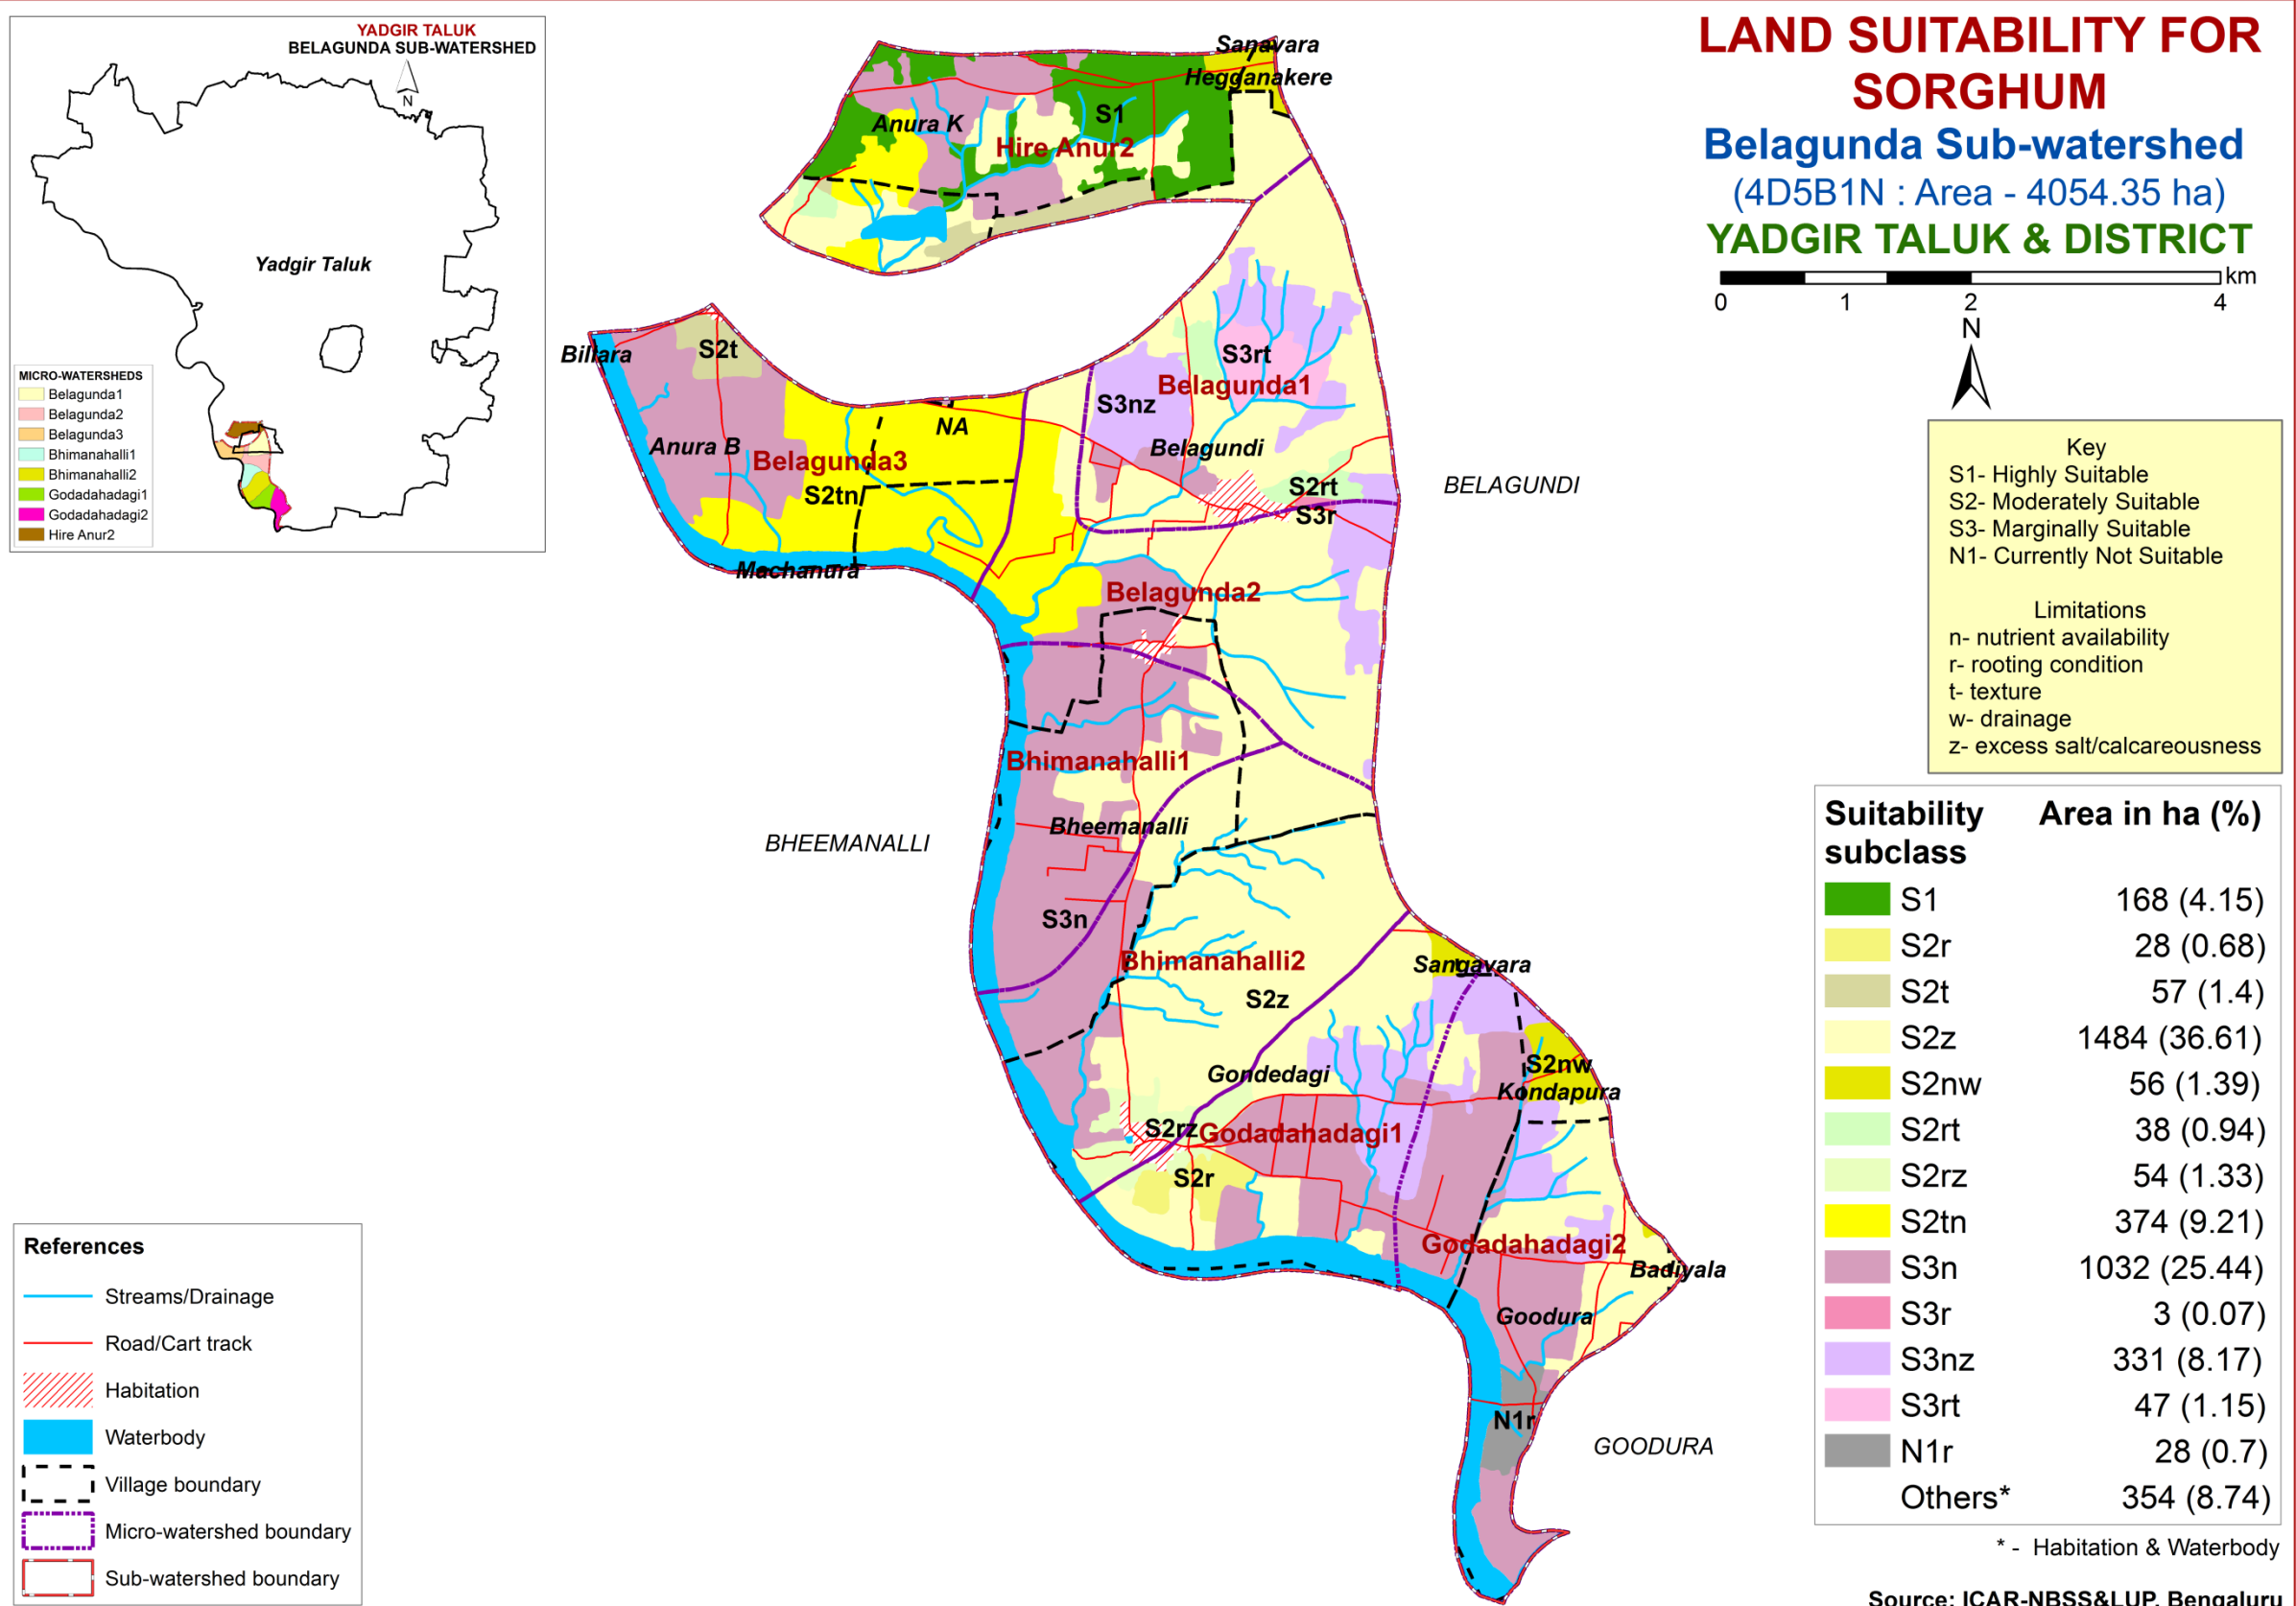 YADGIR TALUK
BELAGUNDA SUB-WATERSHED
N
Yadgir Taluk
MICRO-WATERSHEDS
Belagunda1
Belagunda2
Belagunda3
Bhimanahalli1
Bhimanahalli2
Godadahadagi1
Godadahadagi2
Hire Anur2
LAND SUITABILITY FOR
SORGHUM
Belagunda Sub-watershed
(4D5B1N : Area - 4054.35 ha)
YADGIR TALUK & DISTRICT
km
0 1 2 4
N
Key
S1- Highly Suitable
S2- Moderately Suitable
S3- Marginally Suitable
N1- Currently Not Suitable
Limitations
n- nutrient availability
r- rooting condition
t- texture
w- drainage
z- excess salt/calcareousness
Suitability subclass Area in ha (%)
S1 168 (4.15)
S2r 28 (0.68)
S2t 57 (1.4)
S2z 1484 (36.61)
S2nw 56 (1.39)
S2rt 38 (0.94)
S2rz 54 (1.33)
S2tn 374 (9.21)
S3n 1032 (25.44)
S3r 3 (0.07)
S3nz 331 (8.17)
S3rt 47 (1.15)
N1r 28 (0.7)
Others* 354 (8.74)
* - Habitation & Waterbody
Source: ICAR-NBSS&LUP, Bengaluru
Sanavara
Hegganakere
S1
Anura K
Hire Anur2
Billara
S2t
S3rt
Belagunda1
S3nz
NA
Anura B
Belagundi
Belagunda3
S2tn
S2rt
BELAGUNDI
S3r
Machanura
Belagunda2
Bhimanahalli1
Bheemanalli
BHEEMANALLI
S3n
Bhimanahalli2
Sangavara
S2z
S2nw
Gondedagi
Kondapura
S2rz
Godadahadagi1
S2r
Godadahadagi2
Badiyala
Goodura
N1r
GOODURA
References
Streams/Drainage
Road/Cart track
Habitation
Waterbody
Village boundary
Micro-watershed boundary
Sub-watershed boundary